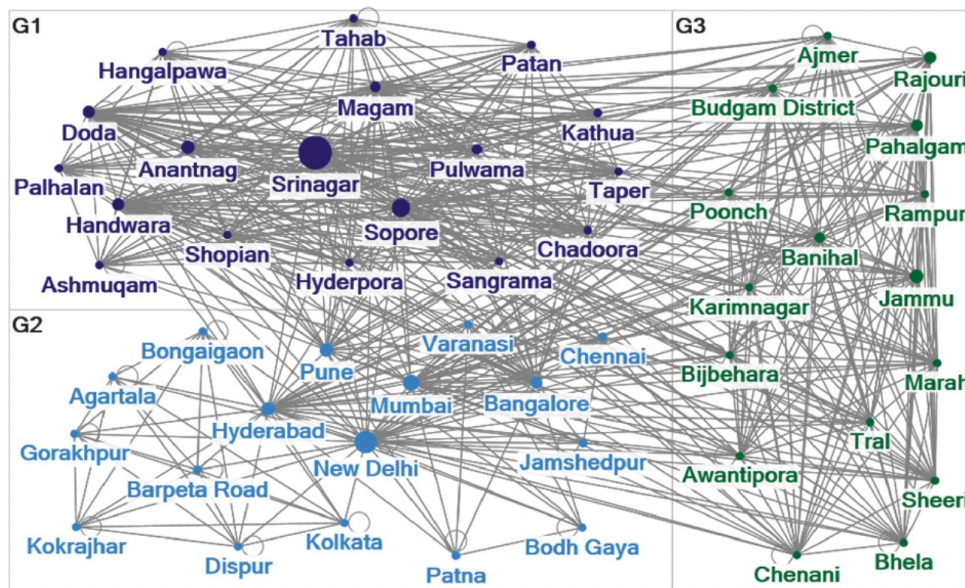 G1
Tahab
Hangalpawa
Patan
Magam
Doda
Kathua
Anantnag
Srinagar
Pulwama
Palhalan
Taper
Handwara
Sopore
Shopian
Chadoora
Ashmuqam
Hyderpora
Sangrama
G2
Bongaigaon
Varanasi
Chennai
Pune
Agartala
Mumbai
Bangalore
Hyderabad
Gorakhpur
New Delhi
Jamshedpur
Barpeta Road
Kokrajhar
Kolkata
Dispur
Bodh Gaya
Patna
G3
Ajmer
Rajouri
Budgam District
Pahalgam
Poonch
Rampur
Banihal
Karimnagar
Jammu
Bijbehara
Marah
Tral
Awantipora
Sheeri
Chenani
Bhela